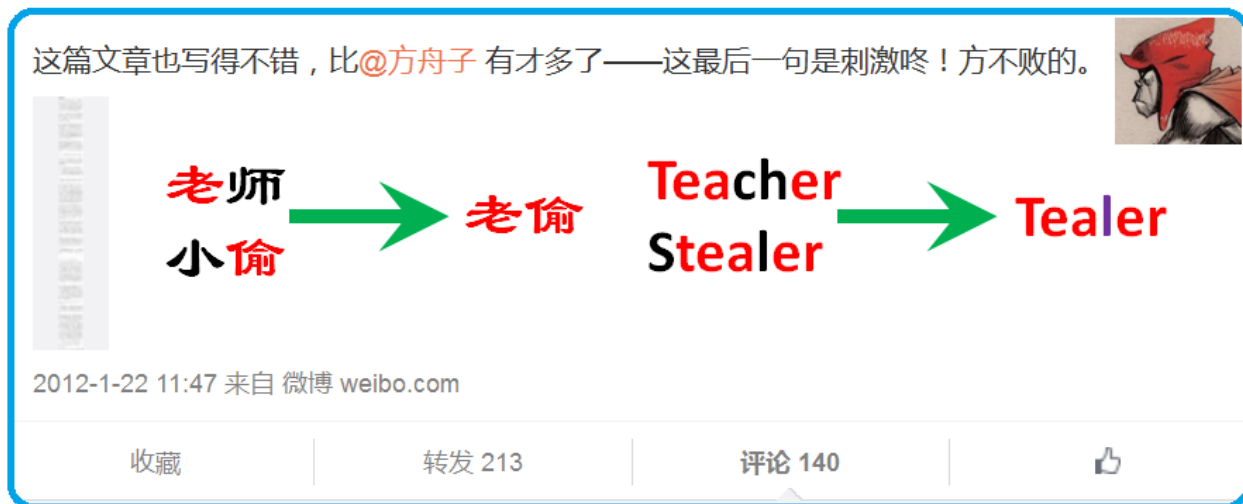 这篇文章也写得不错，比@方舟子 有才多了——这最后一句是刺激咚！方不败的。
老师
小偷
老偷
Teacher
Stealer
Tealer
2012-1-22 11:47 来自 微博 weibo.com
收藏 转发 213 评论 140